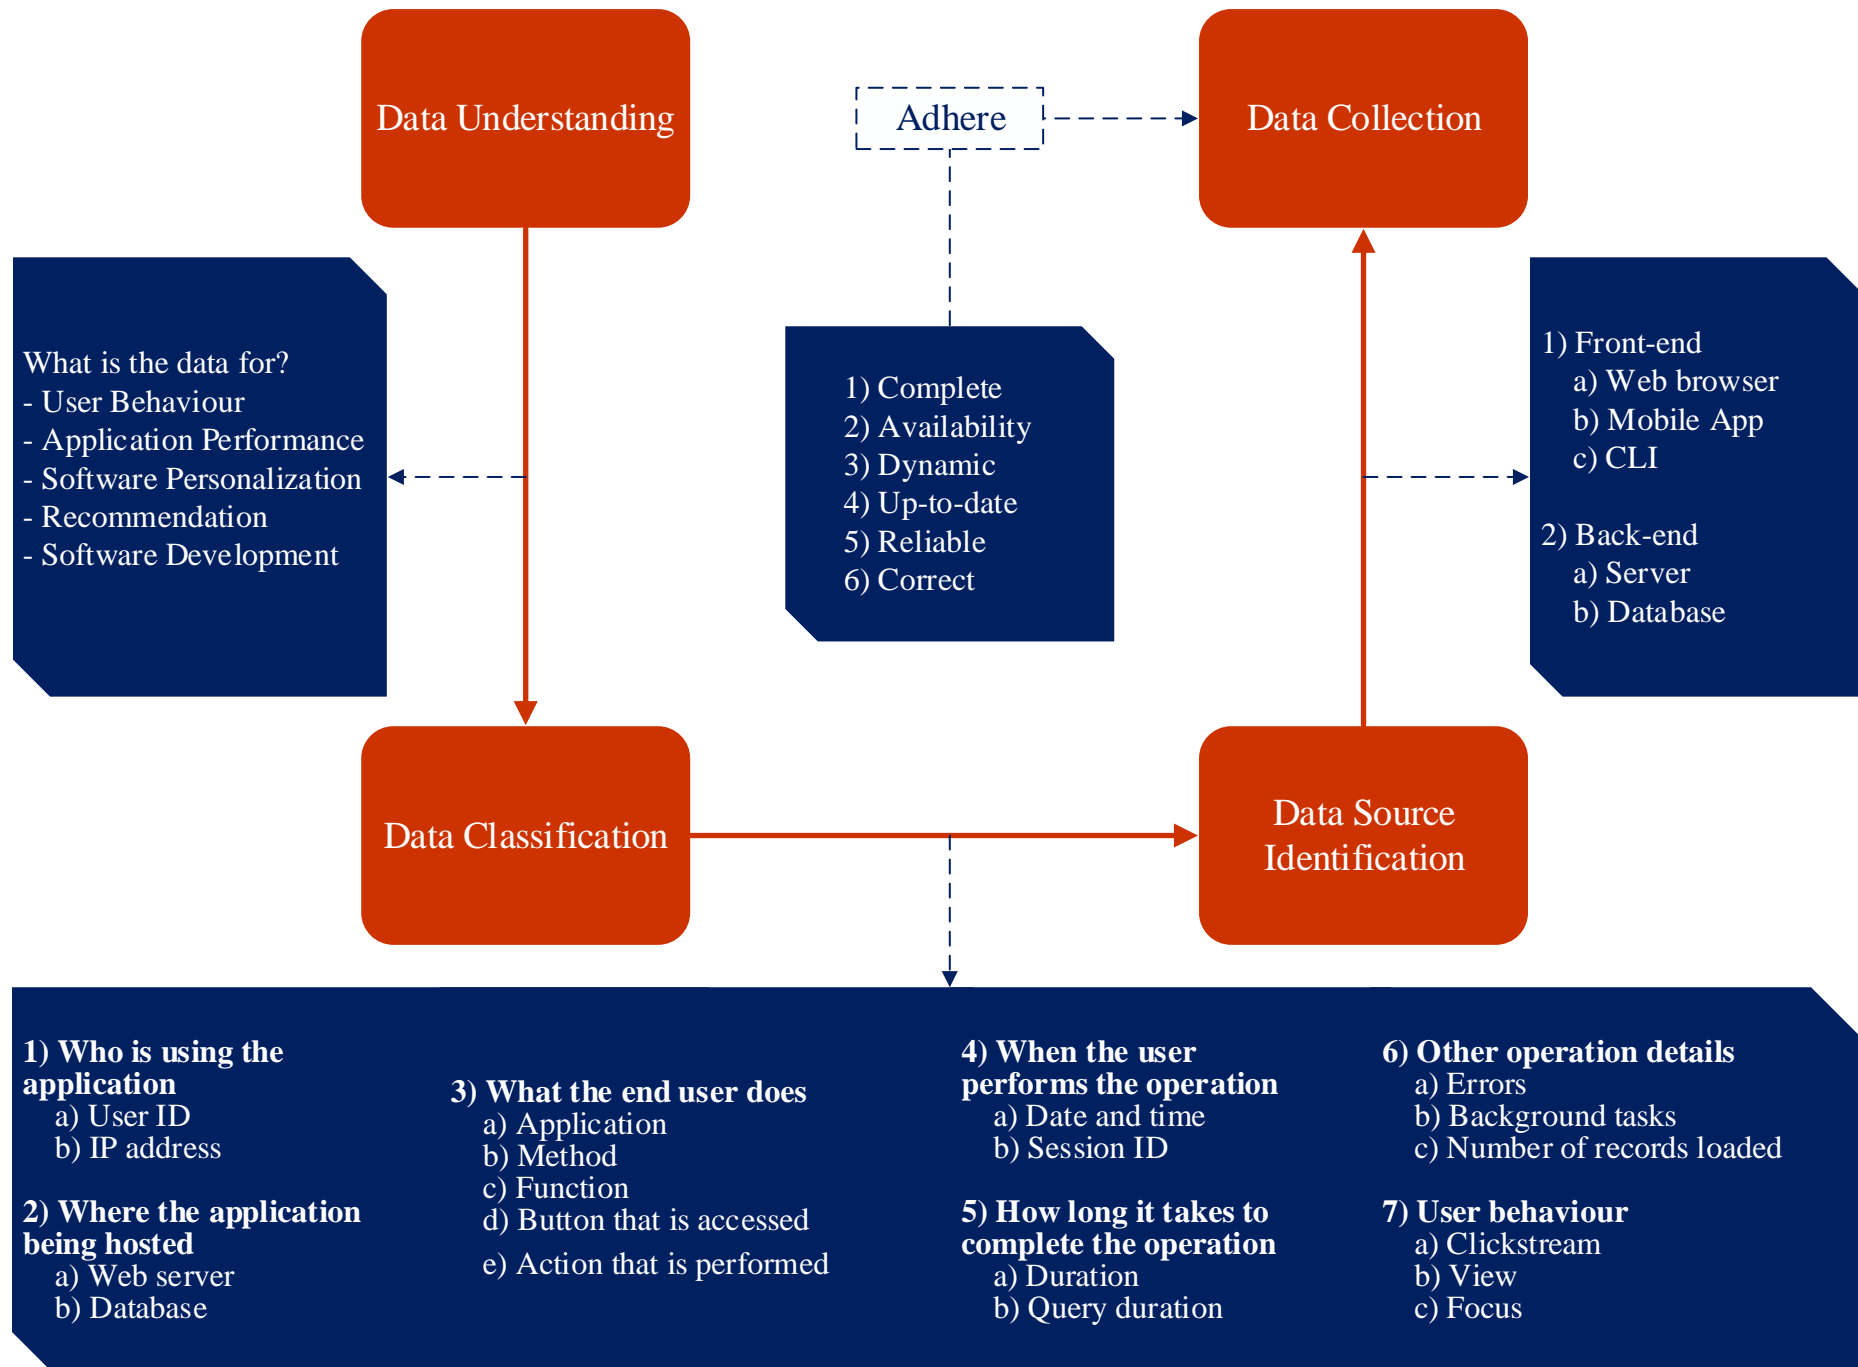 Data Understanding
Adhere
Data Collection
What is the data for?
- User Behaviour
- Application Performance
- Software Personalization
- Recommendation
- Software Development
1) Complete
2) Availability
3) Dynamic
4) Up-to-date
5) Reliable
6) Correct
1) Front-end
a) Web browser
b) Mobile App
c) CLI
2) Back-end
a) Server
b) Database
Data Classification
Data Source
Identification
1) Who is using the
application
a) User ID
b) IP address
2) Where the application
being hosted
a) Web server
b) Database
3) What the end user does
a) Application
b) Method
c) Function
d) Button that is accessed
e) Action that is performed
4) When the user
performs the operation
a) Date and time
b) Session ID
5) How long it takes to
complete the operation
a) Duration
b) Query duration
6) Other operation details
a) Errors
b) Background tasks
c) Number of records loaded
7) User behaviour
a) Clickstream
b) View
c) Focus